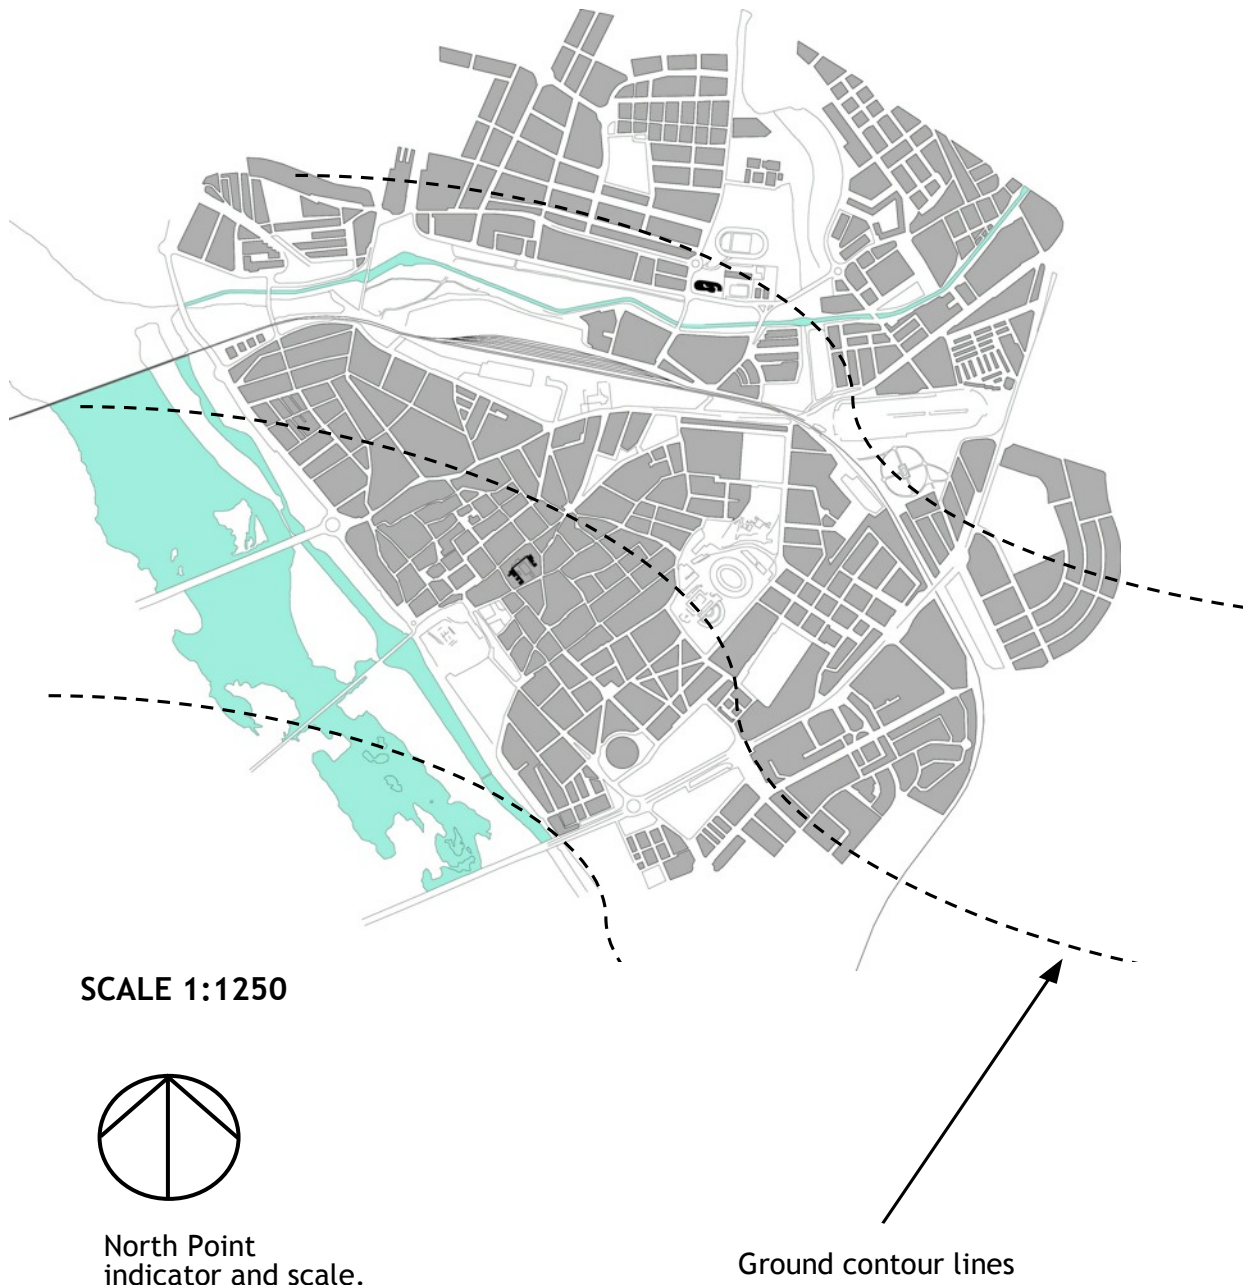 SCALE 1:1250
North Point
indicator and scale.
Ground contour lines